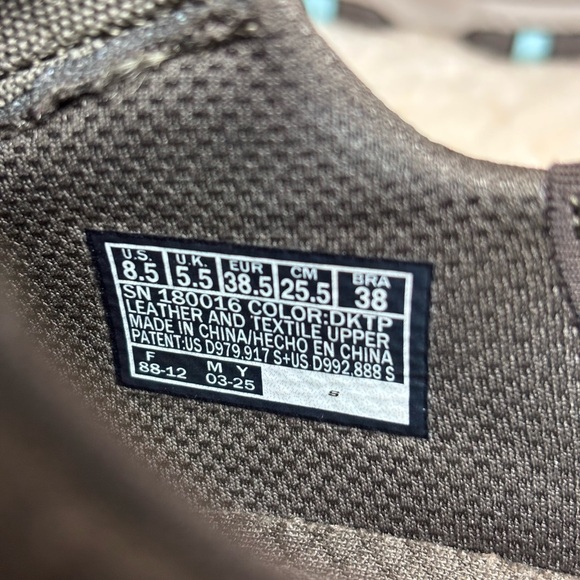 U.S. U.K. EUR CM BRA
8.5 5.5 38.5 25.5 38
SN 180016 COLOR:DKTP
LEATHER AND TEXTILE UPPER
MADE IN CHINA/HECHO EN CHINA
PATENT:US D979,917 S+US D992,888 S
F M Y
88-12 03-25
S